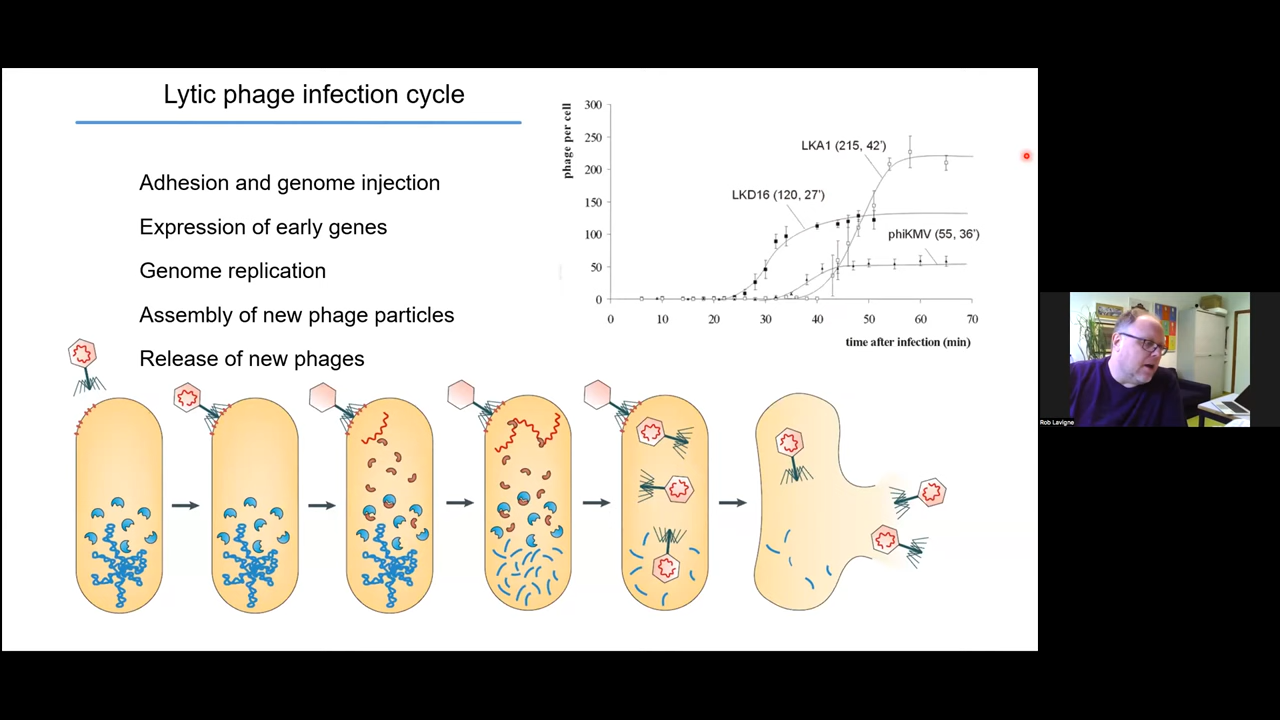 Lytic phage infection cycle
Adhesion and genome injection
Expression of early genes
Genome replication
Assembly of new phage particles
Release of new phages
phage per cell
300
250
200
150
100
50
0
LKA1 (215, 42')
LKD16 (120, 27')
phiKMV (55, 36')
0 10 20 30 40 50 60 70
time after infection (min)
Rob Lavigne